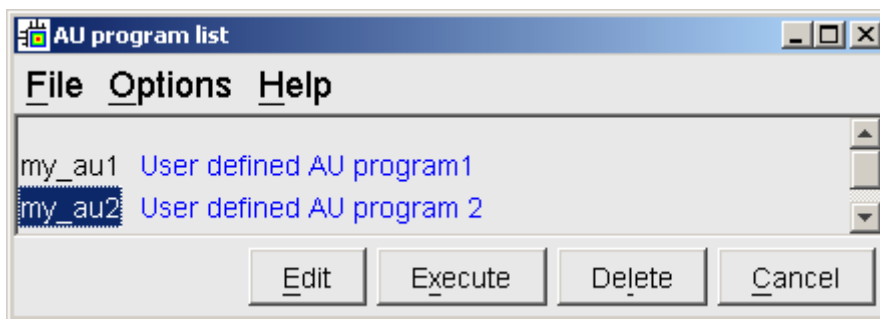 AU program list
File Options Help
my_au1 User defined AU program1
my_au2 User defined AU program 2
Edit Execute Delete Cancel